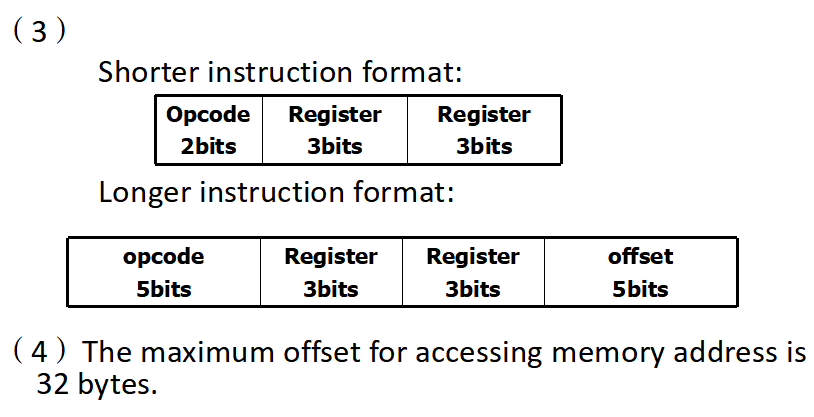 （3）
Shorter instruction format:
Opcode Register Register
2bits 3bits 3bits
Longer instruction format:
opcode Register Register offset
5bits 3bits 3bits 5bits
（4）The maximum offset for accessing memory address is
32 bytes.